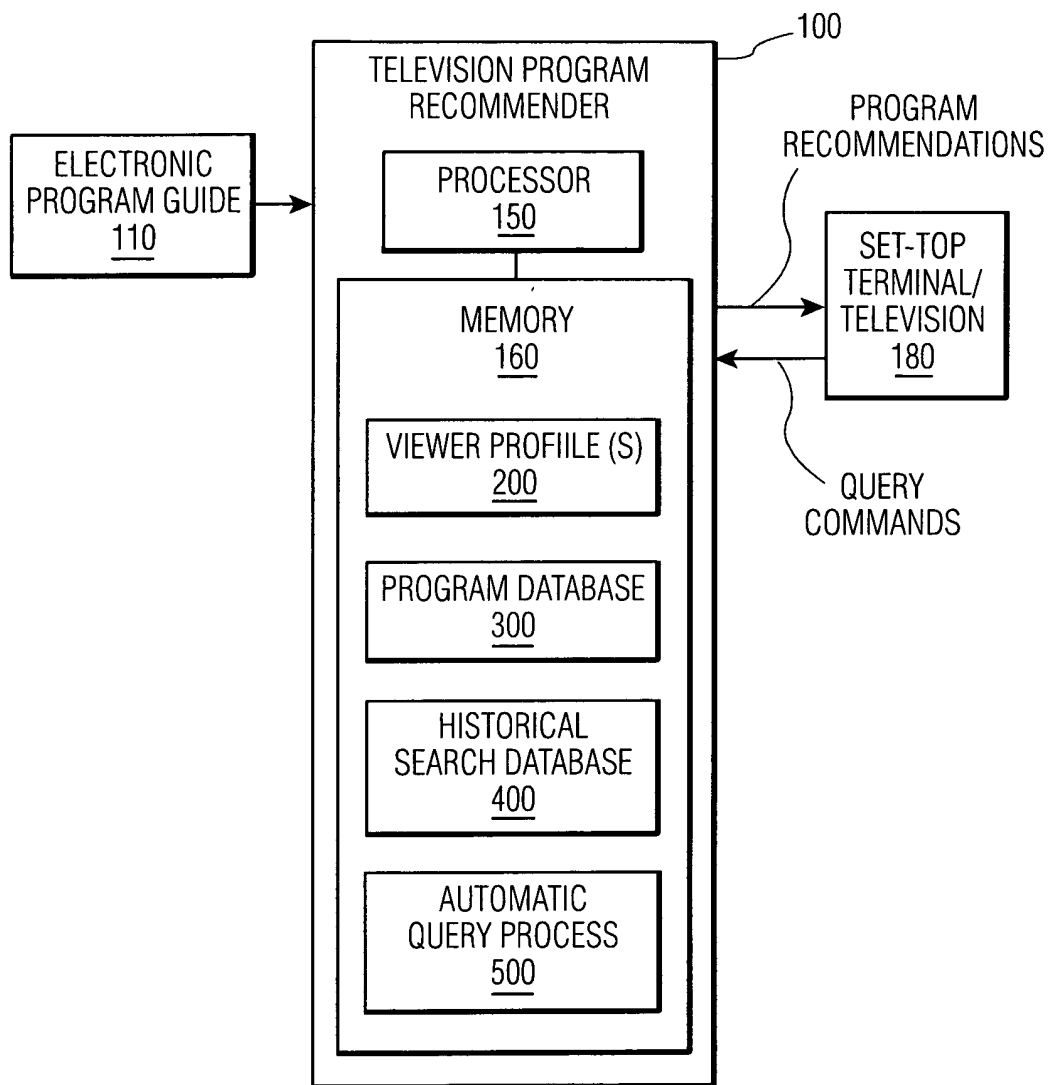 100
TELEVISION PROGRAM
RECOMMENDER
ELECTRONIC
PROGRAM GUIDE
110
PROCESSOR
150
PROGRAM
RECOMMENDATIONS
SET-TOP
TERMINAL/
TELEVISION
180
MEMORY
160
VIEWER PROFIILE (S)
200
QUERY
COMMANDS
PROGRAM DATABASE
300
HISTORICAL
SEARCH DATABASE
400
AUTOMATIC
QUERY PROCESS
500